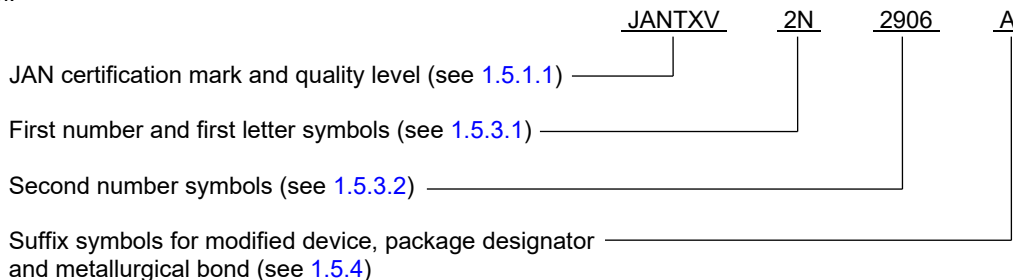 JANTXV 2N 2906 A
JAN certification mark and quality level (see 1.5.1.1)
First number and first letter symbols (see 1.5.3.1)
Second number symbols (see 1.5.3.2)
Suffix symbols for modified device, package designator
and metallurgical bond (see 1.5.4)